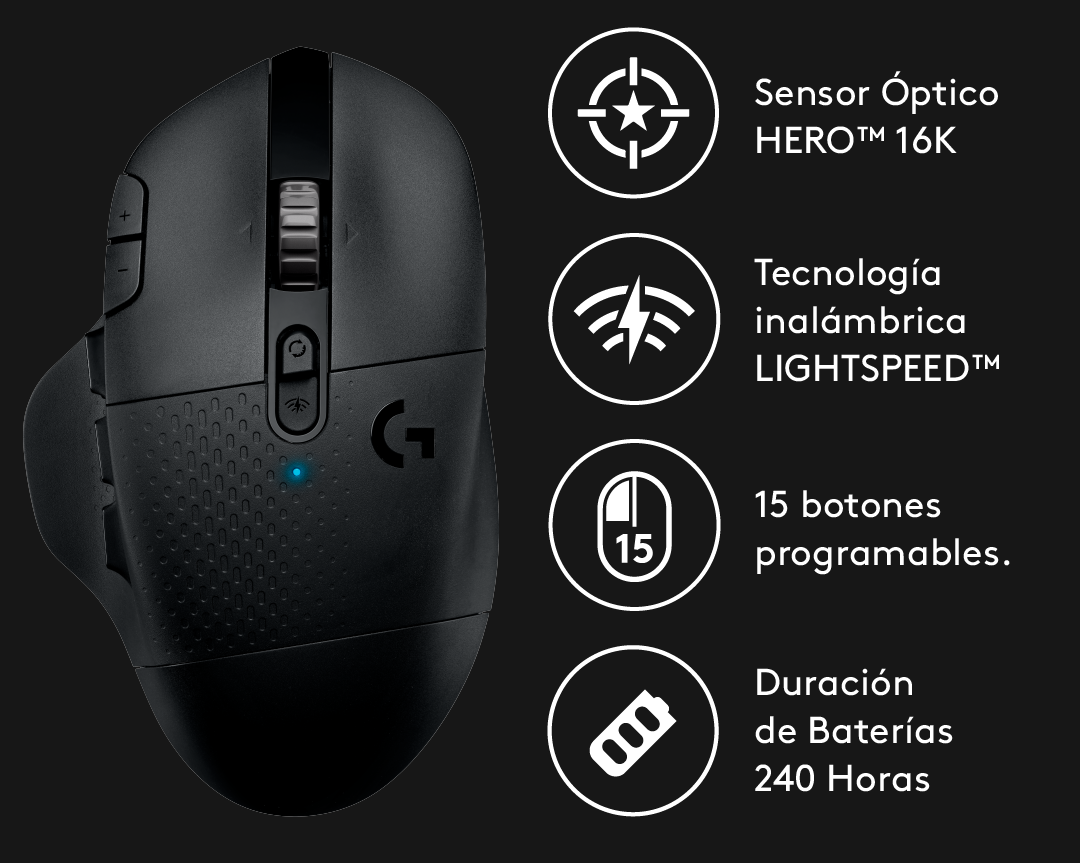 Sensor Óptico
HERO™ 16K
Tecnología
inalámbrica
LIGHTSPEED™
15
15 botones
programables.
Duración
de Baterías
240 Horas
+
-
G